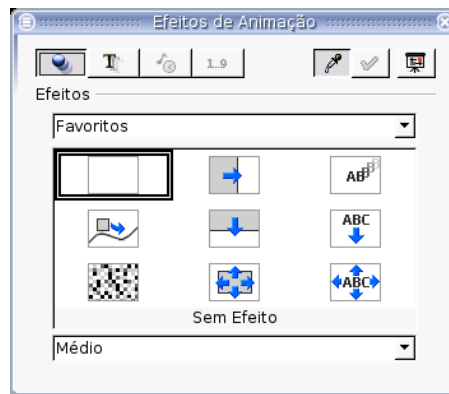 Efeitos de Animação
T 1..9
Efeitos
Favoritos
AB
ABC
ABC
Sem Efeito
Médio